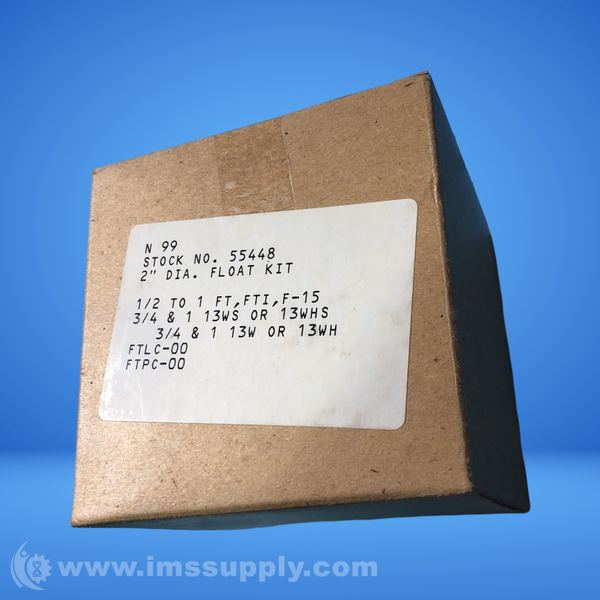 N 99
STOCK NO. 55448
2" DIA. FLOAT KIT
1/2 TO 1 FT,FTI,F-15
3/4 & 1 13WS OR 13WHS
3/4 & 1 13W OR 13WH
FTLC-00
FTPC-00
www.imssupply.com